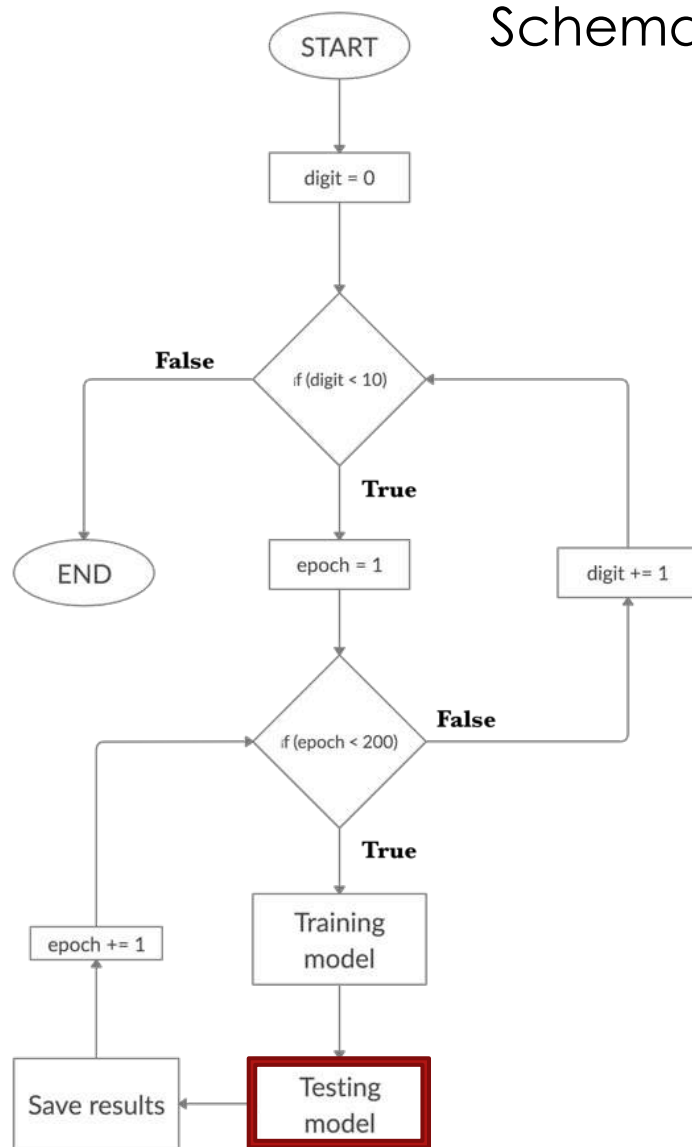 START
digit = 0
False
if (digit < 10)
True
END
epoch = 1
digit += 1
False
if (epoch < 200)
True
Training
model
epoch += 1
Save results
Testing
model